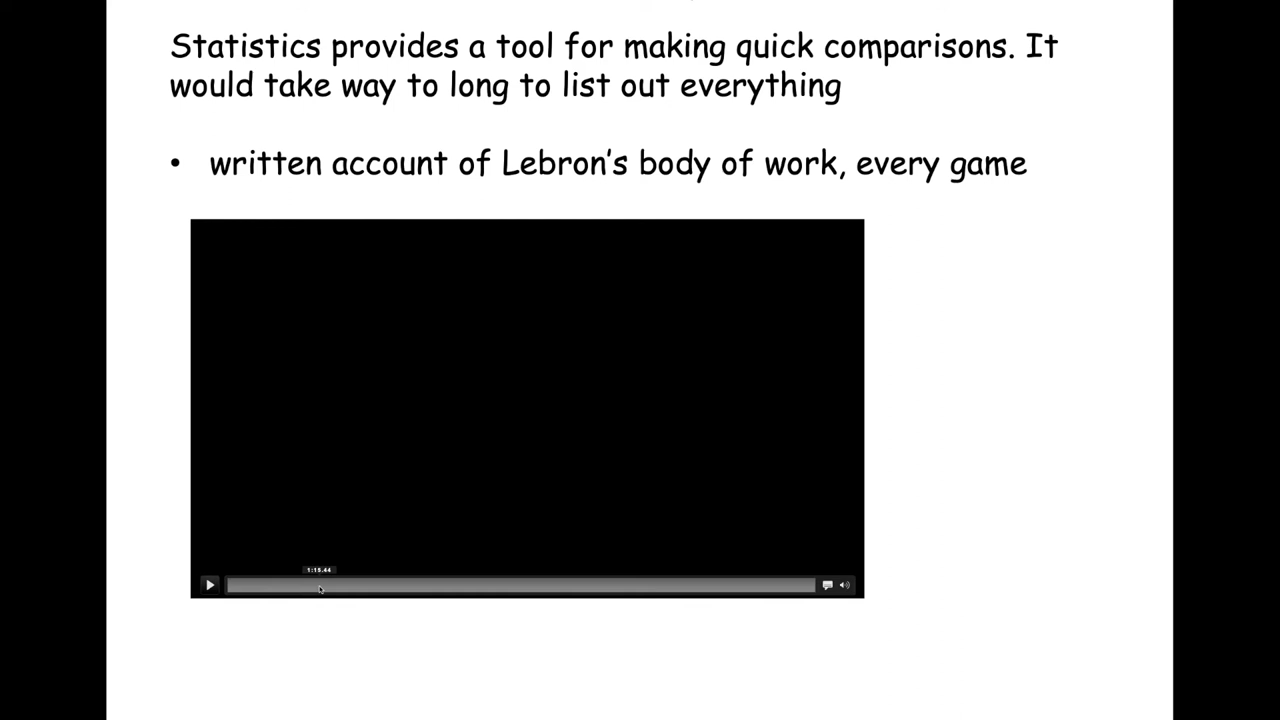 Statistics provides a tool for making quick comparisons. It
would take way to long to list out everything
• written account of Lebron's body of work, every game
1:15.44